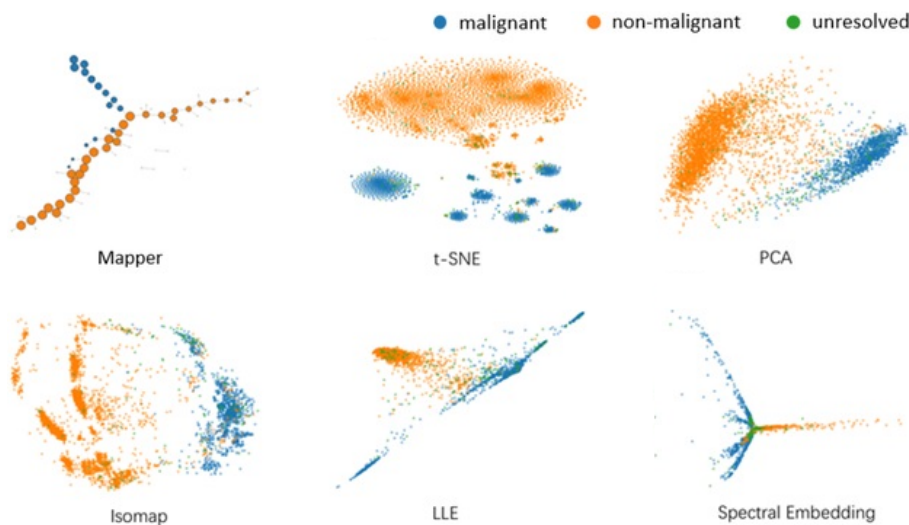 malignant non-malignant unresolved
Mapper t-SNE PCA
Isomap LLE Spectral Embedding